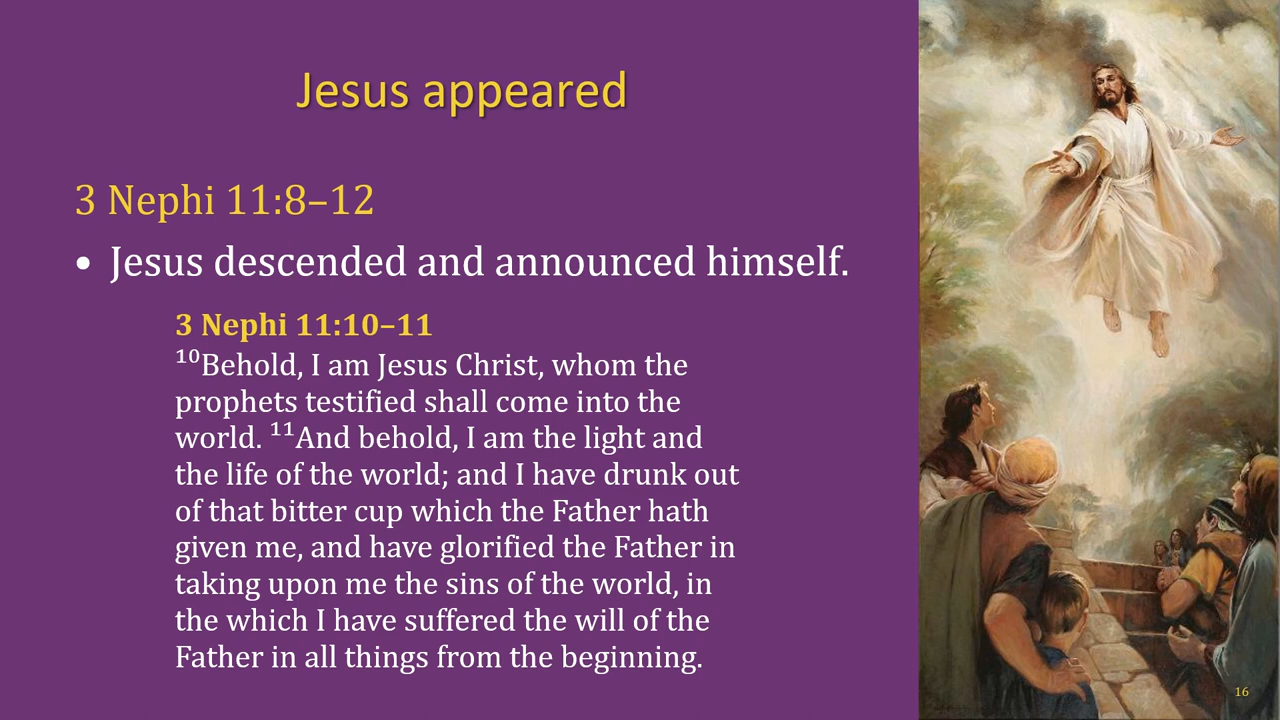 Jesus appeared
3 Nephi 11:8–12
• Jesus descended and announced himself.
3 Nephi 11:10–11
¹⁰Behold, I am Jesus Christ, whom the
prophets testified shall come into the
world. ¹¹And behold, I am the light and
the life of the world; and I have drunk out
of that bitter cup which the Father hath
given me, and have glorified the Father in
taking upon me the sins of the world, in
the which I have suffered the will of the
Father in all things from the beginning.
16